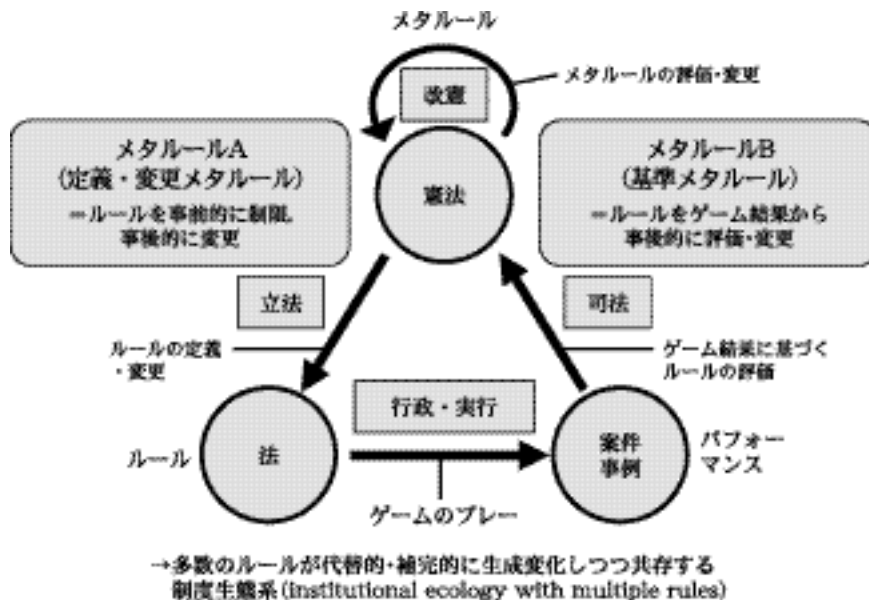 メタルール
メタルールの評価・変更
改憲
メタルールA
(定義・変更メタルール)
＝ルールを事前的に制限,
事後的に変更
憲法
メタルールB
(基準メタルール)
＝ルールをゲーム結果から
事後的に評価・変更
立法
司法
ルールの定義
・変更
ゲーム結果に基づく
ルールの評価
行政・実行
ルール
法
案件
事例
パフォー
マンス
ゲームのプレー
→多数のルールが代替的・補完的に生成変化しつつ共存する
制度生態系(institutional ecology with multiple rules)